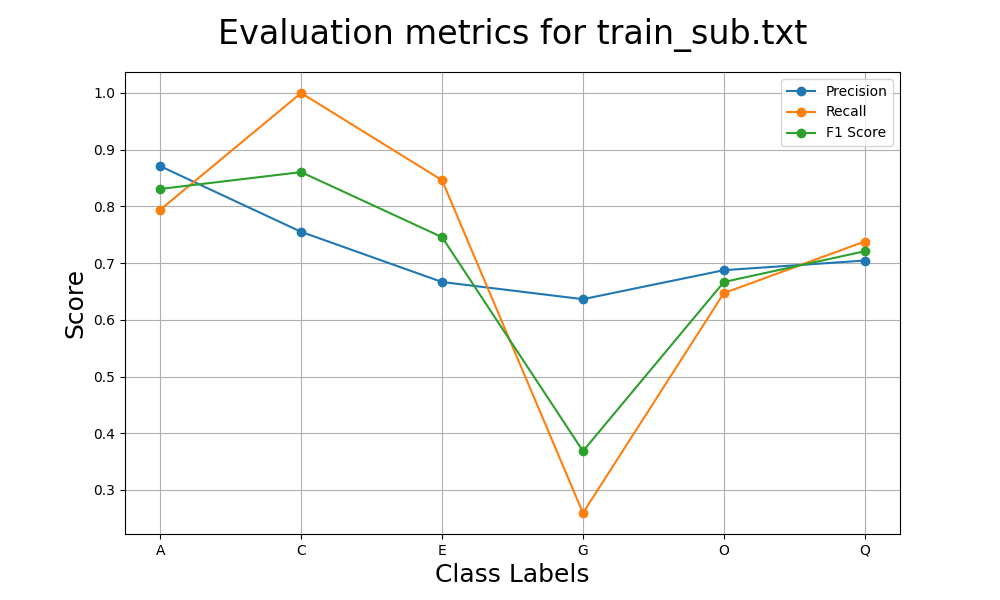 Evaluation metrics for train_sub.txt
Precision
Recall
F1 Score
1.0
0.9
0.8
0.7
0.6
0.5
0.4
0.3
Score
A C E G O Q
Class Labels